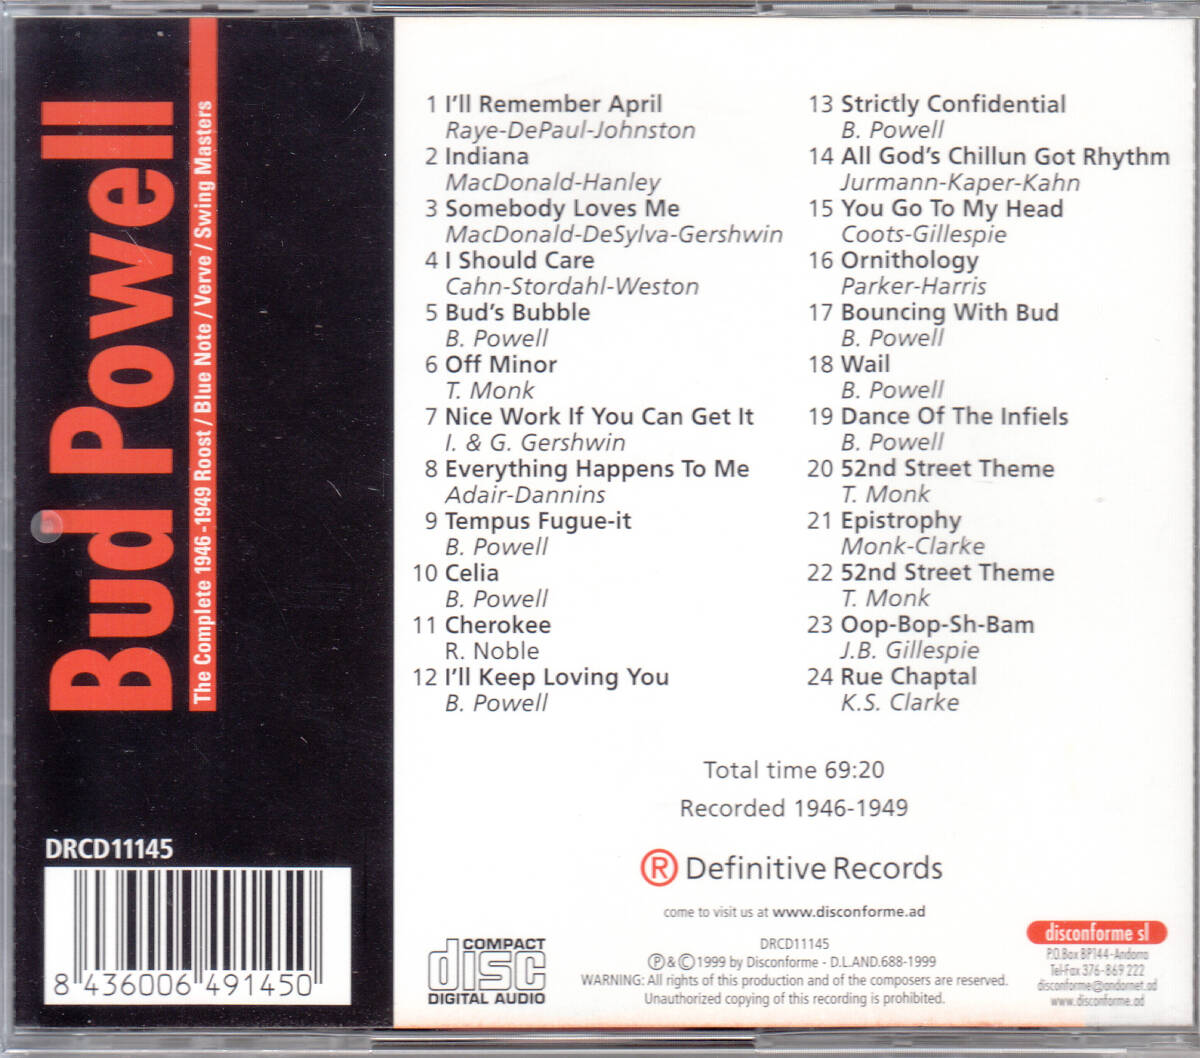 Bud Powell
The Complete 1946-1949 Roost / Blue Note / Verve / Swing Masters
1 I'll Remember April
Raye-DePaul-Johnston
2 Indiana
MacDonald-Hanley
3 Somebody Loves Me
MacDonald-DeSylva-Gershwin
4 I Should Care
Cahn-Stordahl-Weston
5 Bud's Bubble
B. Powell
6 Off Minor
T. Monk
7 Nice Work If You Can Get It
I. & G. Gershwin
8 Everything Happens To Me
Adair-Dannins
9 Tempus Fugue-it
B. Powell
10 Celia
B. Powell
11 Cherokee
R. Noble
12 I'll Keep Loving You
B. Powell
13 Strictly Confidential
B. Powell
14 All God's Chillun Got Rhythm
Jurmann-Kaper-Kahn
15 You Go To My Head
Coots-Gillespie
16 Ornithology
Parker-Harris
17 Bouncing With Bud
B. Powell
18 Wail
B. Powell
19 Dance Of The Infiels
B. Powell
20 52nd Street Theme
T. Monk
21 Epistrophy
Monk-Clarke
22 52nd Street Theme
T. Monk
23 Oop-Bop-Sh-Bam
J.B. Gillespie
24 Rue Chaptal
K.S. Clarke
Total time 69:20
Recorded 1946-1949
® Definitive Records
come to visit us at www.disconforme.ad
DRCD11145
8 436006 491450
COMPACT
disc
DIGITAL AUDIO
DRCD11145
℗&© 1999 by Disconforme - D.L.AND.688-1999
WARNING: All rights of this production and of the composers are reserved.
Unauthorized copying of this recording is prohibited.
disconforme sl
P.O.Box BP144-Andorra
Tel-Fax 376-869 222
disconforme@andornet.ad
www.disconforme.ad